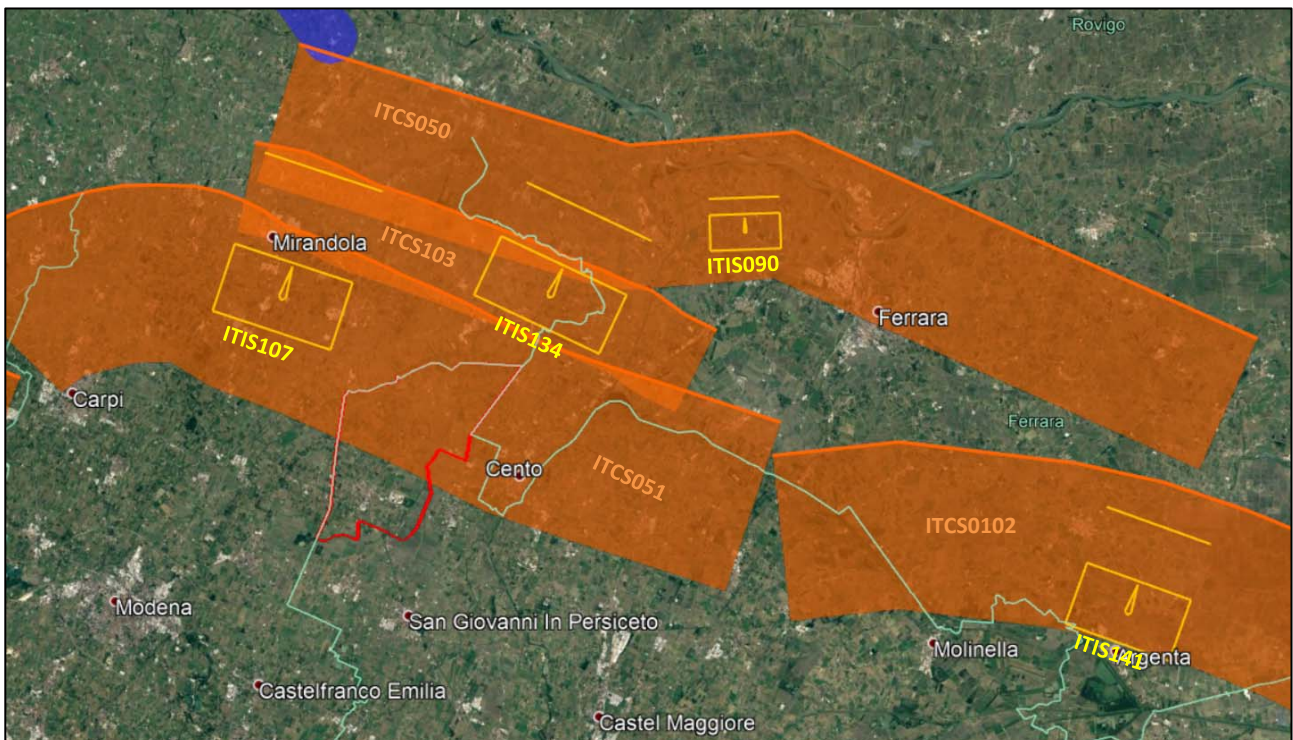 Rovigo
ITCS050
Mirandola
ITCS103
ITIS090
ITIS107
ITIS134
Ferrara
Carpi
Ferrara
Cento
ITCS051
ITCS0102
Modena
San Giovanni In Persiceto
Molinella
ITIS141
Argenta
Castelfranco Emilia
Castel Maggiore